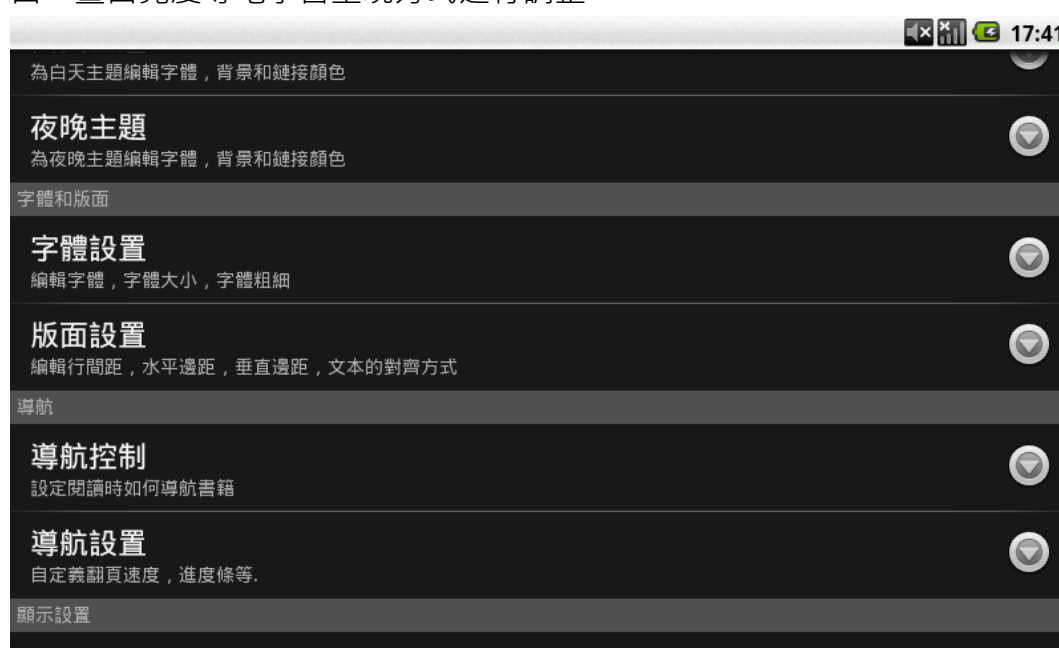 17:41
為白天主題編輯字體，背景和鏈接顏色
夜晚主題
為夜晚主題編輯字體，背景和鏈接顏色
字體和版面
字體設置
編輯字體，字體大小，字體粗細
版面設置
編輯行間距，水平邊距，垂直邊距，文本的對齊方式
導航
導航控制
設定閱讀時如何導航書籍
導航設置
自定義翻頁速度，進度條等.
顯示設置